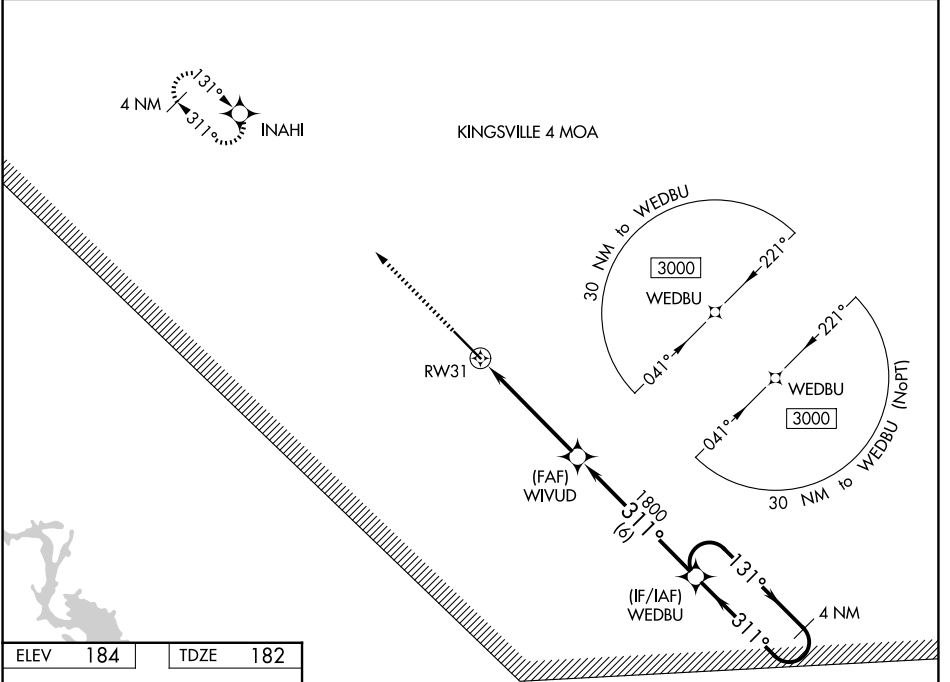 131°
4 NM
311°
INAHI
KINGSVILLE 4 MOA
30 NM to WEDBU
3000
WEDBU
221°
041°
221°
WEDBU
3000
041°
30 NM to WEDBU (NoPT)
RW31
(FAF)
WIVUD
1800
311°
(6)
(IF/IAF)
WEDBU
131°
311°
4 NM
ELEV 184
TDZE 182